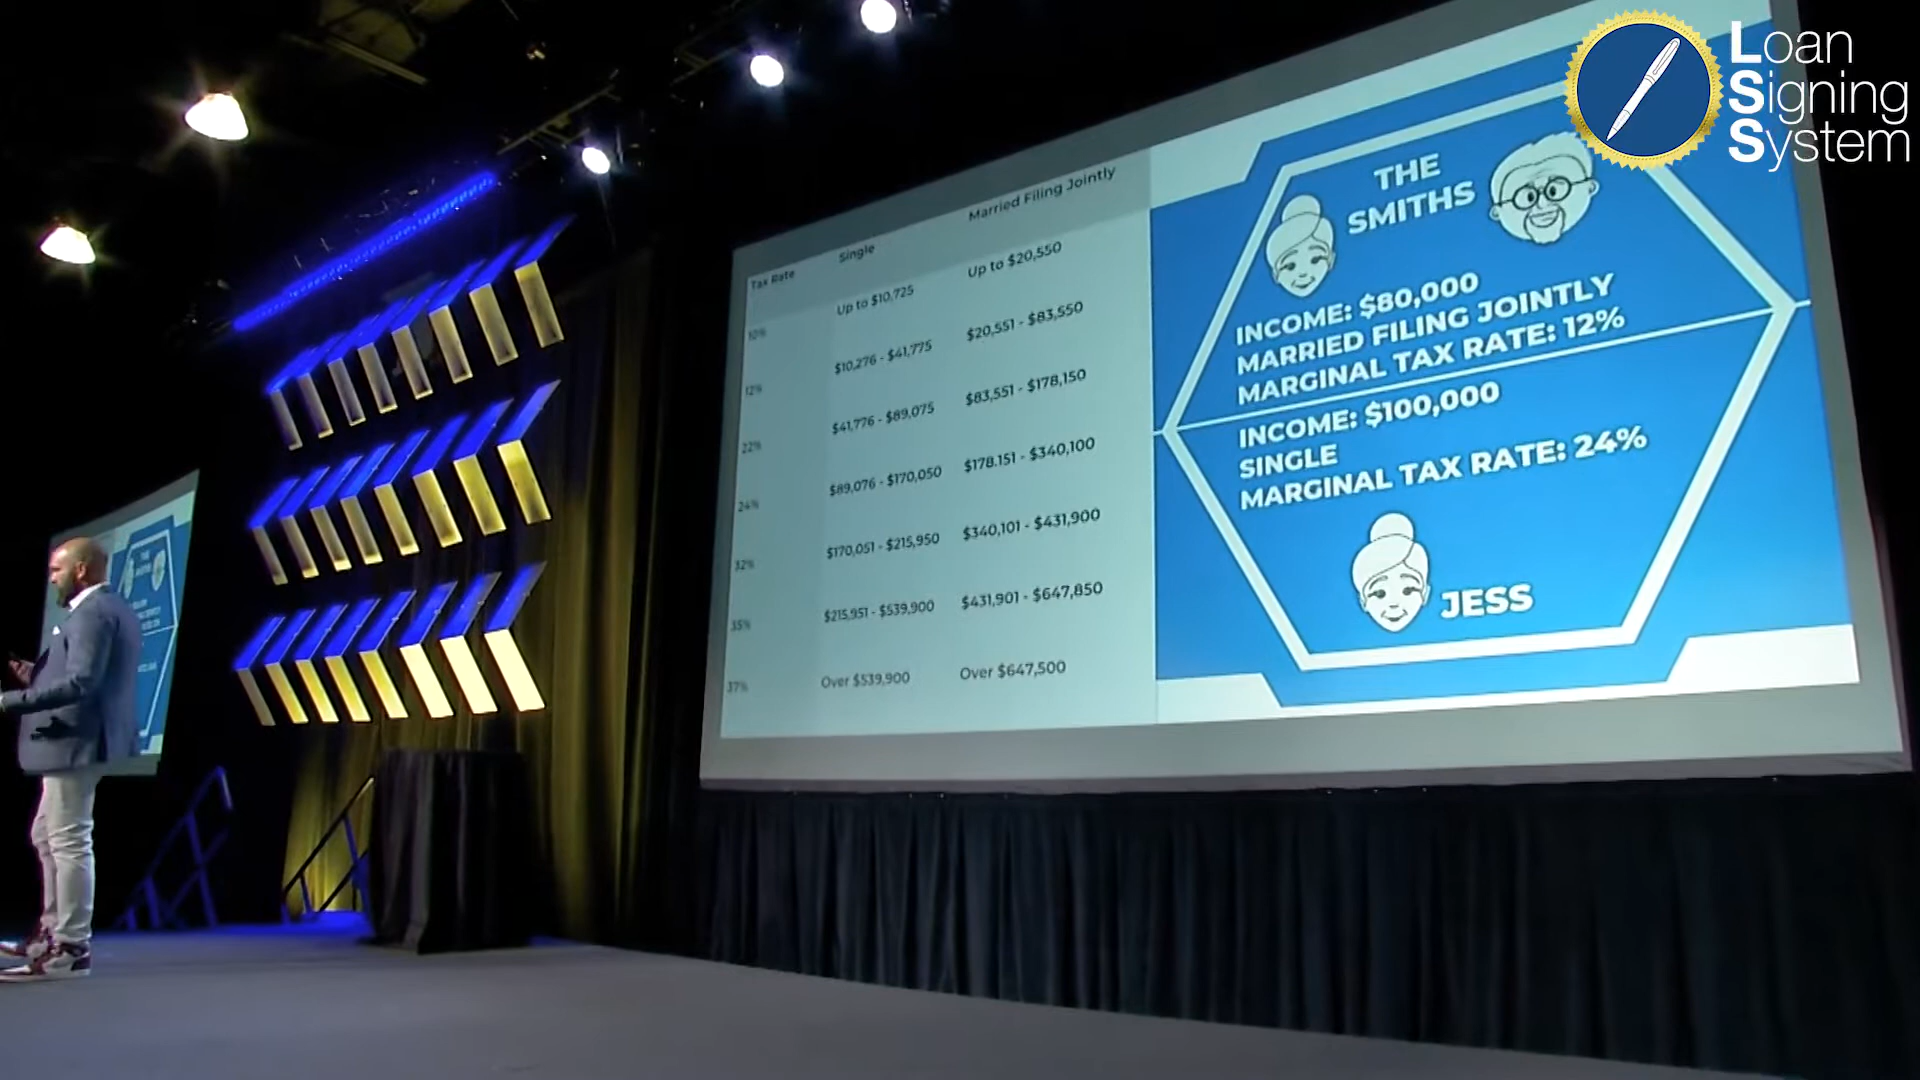 Loan
Signing
System
Tax Rate Single Married Filing Jointly
10% Up to $10,725 Up to $20,550
12% $10,276 - $41,775 $20,551 - $83,550
22% $41,776 - $89,075 $83,551 - $178,150
24% $89,076 - $170,050 $178.151 - $340,100
32% $170,051 - $215,950 $340,101 - $431,900
35% $215,951 - $539,900 $431,901 - $647,850
37% Over $539,900 Over $647,500
THE
SMITHS
INCOME: $80,000
MARRIED FILING JOINTLY
MARGINAL TAX RATE: 12%
INCOME: $100,000
SINGLE
MARGINAL TAX RATE: 24%
JESS